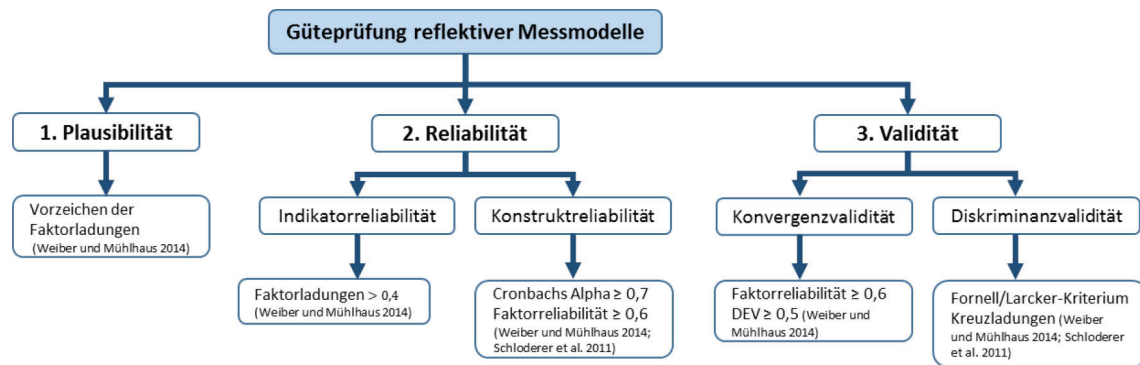 Güteprüfung reflektiver Messmodelle
1. Plausibilität
2. Reliabilität
3. Validität
Vorzeichen der
Faktorladungen
(Weiber und Mühlhaus 2014)
Indikatorreliabilität
Konstruktreliabilität
Konvergenzvalidität
Diskriminanzvalidität
Faktorladungen > 0,4
(Weiber und Mühlhaus 2014)
Cronbachs Alpha ≥ 0,7
Faktorreliabilität ≥ 0,6
(Weiber und Mühlhaus 2014;
Schloderer et al. 2011)
Faktorreliabilität ≥ 0,6
DEV ≥ 0,5 (Weiber und
Mühlhaus 2014)
Fornell/Larcker-Kriterium
Kreuzladungen (Weiber
und Mühlhaus 2014; Schloderer
et al. 2011)